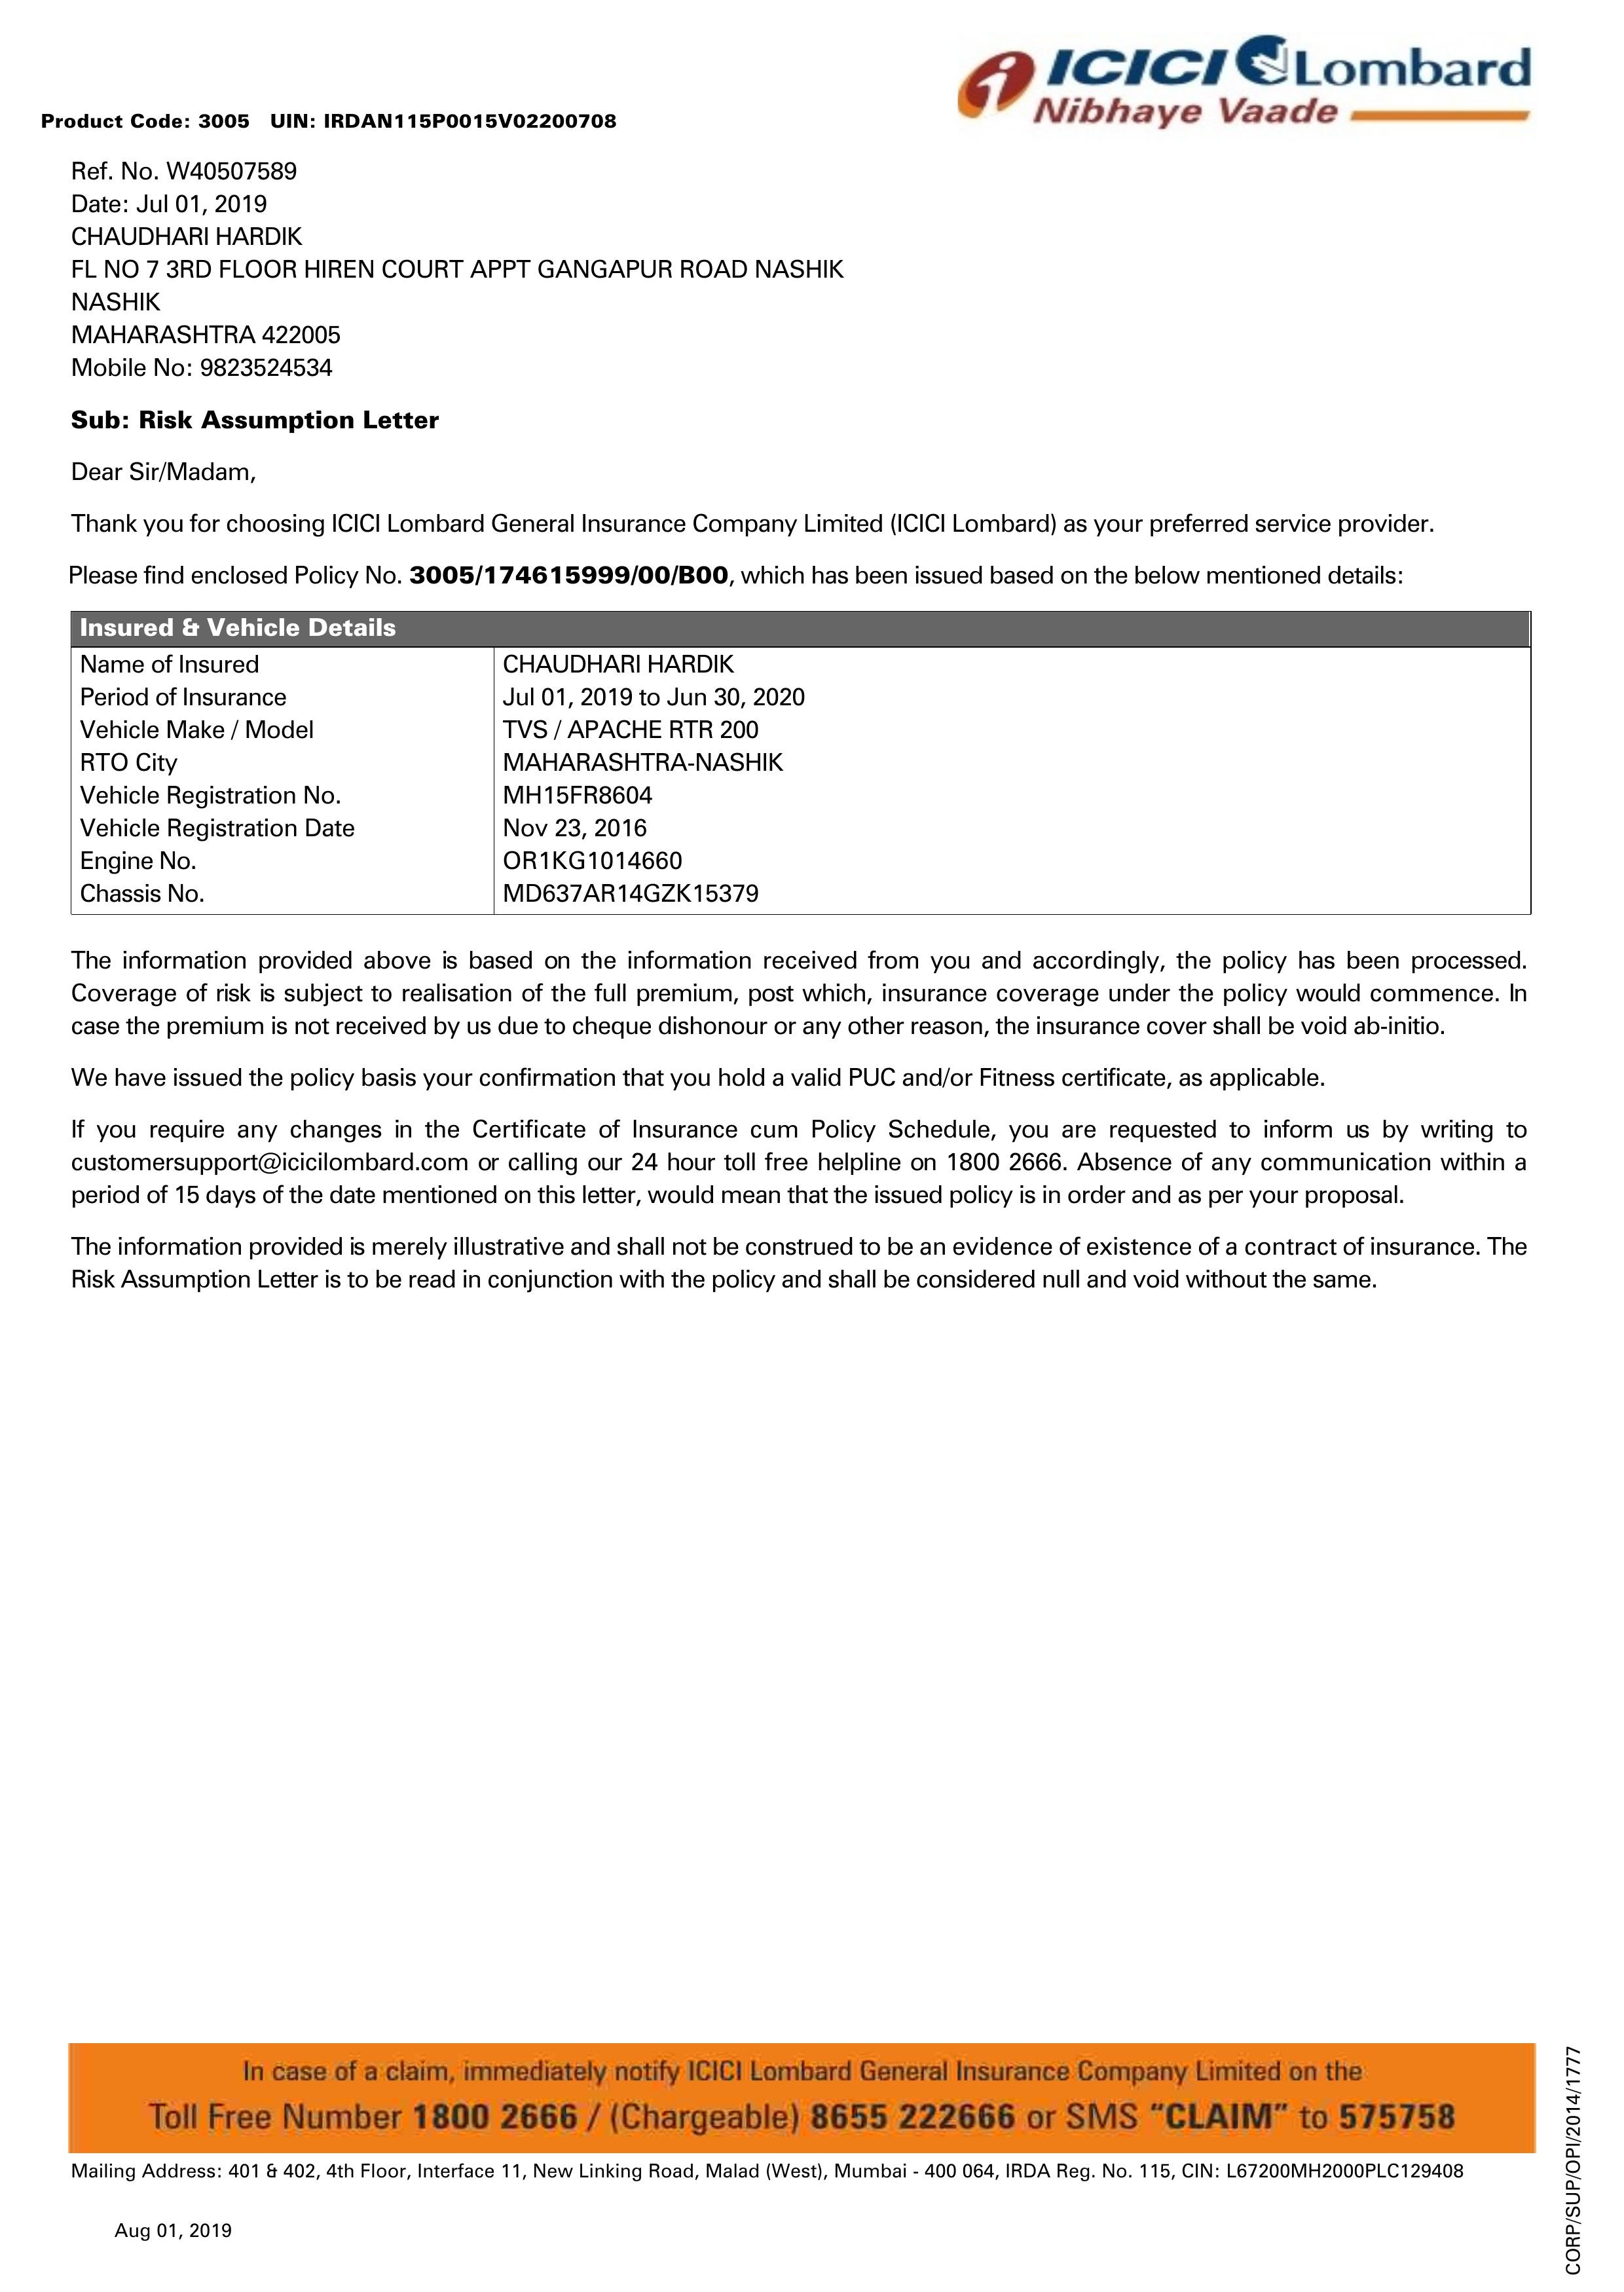 ICICI Lombard
Nibhaye Vaade
Product Code: 3005 UIN: IRDAN115P0015V02200708
Ref. No. W40507589
Date: Jul 01, 2019
CHAUDHARI HARDIK
FL NO 7 3RD FLOOR HIREN COURT APPT GANGAPUR ROAD NASHIK
NASHIK
MAHARASHTRA 422005
Mobile No: 9823524534
Sub: Risk Assumption Letter
Dear Sir/Madam,
Thank you for choosing ICICI Lombard General Insurance Company Limited (ICICI Lombard) as your preferred service provider.
Please find enclosed Policy No. 3005/174615999/00/B00, which has been issued based on the below mentioned details:
Insured & Vehicle Details
Name of Insured CHAUDHARI HARDIK
Period of Insurance Jul 01, 2019 to Jun 30, 2020
Vehicle Make / Model TVS / APACHE RTR 200
RTO City MAHARASHTRA-NASHIK
Vehicle Registration No. MH15FR8604
Vehicle Registration Date Nov 23, 2016
Engine No. OR1KG1014660
Chassis No. MD637AR14GZK15379
The information provided above is based on the information received from you and accordingly, the policy has been processed.
Coverage of risk is subject to realisation of the full premium, post which, insurance coverage under the policy would commence. In
case the premium is not received by us due to cheque dishonour or any other reason, the insurance cover shall be void ab-initio.
We have issued the policy basis your confirmation that you hold a valid PUC and/or Fitness certificate, as applicable.
If you require any changes in the Certificate of Insurance cum Policy Schedule, you are requested to inform us by writing to
customersupport@icicilombard.com or calling our 24 hour toll free helpline on 1800 2666. Absence of any communication within a
period of 15 days of the date mentioned on this letter, would mean that the issued policy is in order and as per your proposal.
The information provided is merely illustrative and shall not be construed to be an evidence of existence of a contract of insurance. The
Risk Assumption Letter is to be read in conjunction with the policy and shall be considered null and void without the same.
In case of a claim, immediately notify ICICI Lombard General Insurance Company Limited on the
Toll Free Number 1800 2666 / (Chargeable) 8655 222666 or SMS “CLAIM” to 575758
Mailing Address: 401 & 402, 4th Floor, Interface 11, New Linking Road, Malad (West), Mumbai - 400 064, IRDA Reg. No. 115, CIN: L67200MH2000PLC129408
Aug 01, 2019
CORP/SUP/OPI/2014/1777